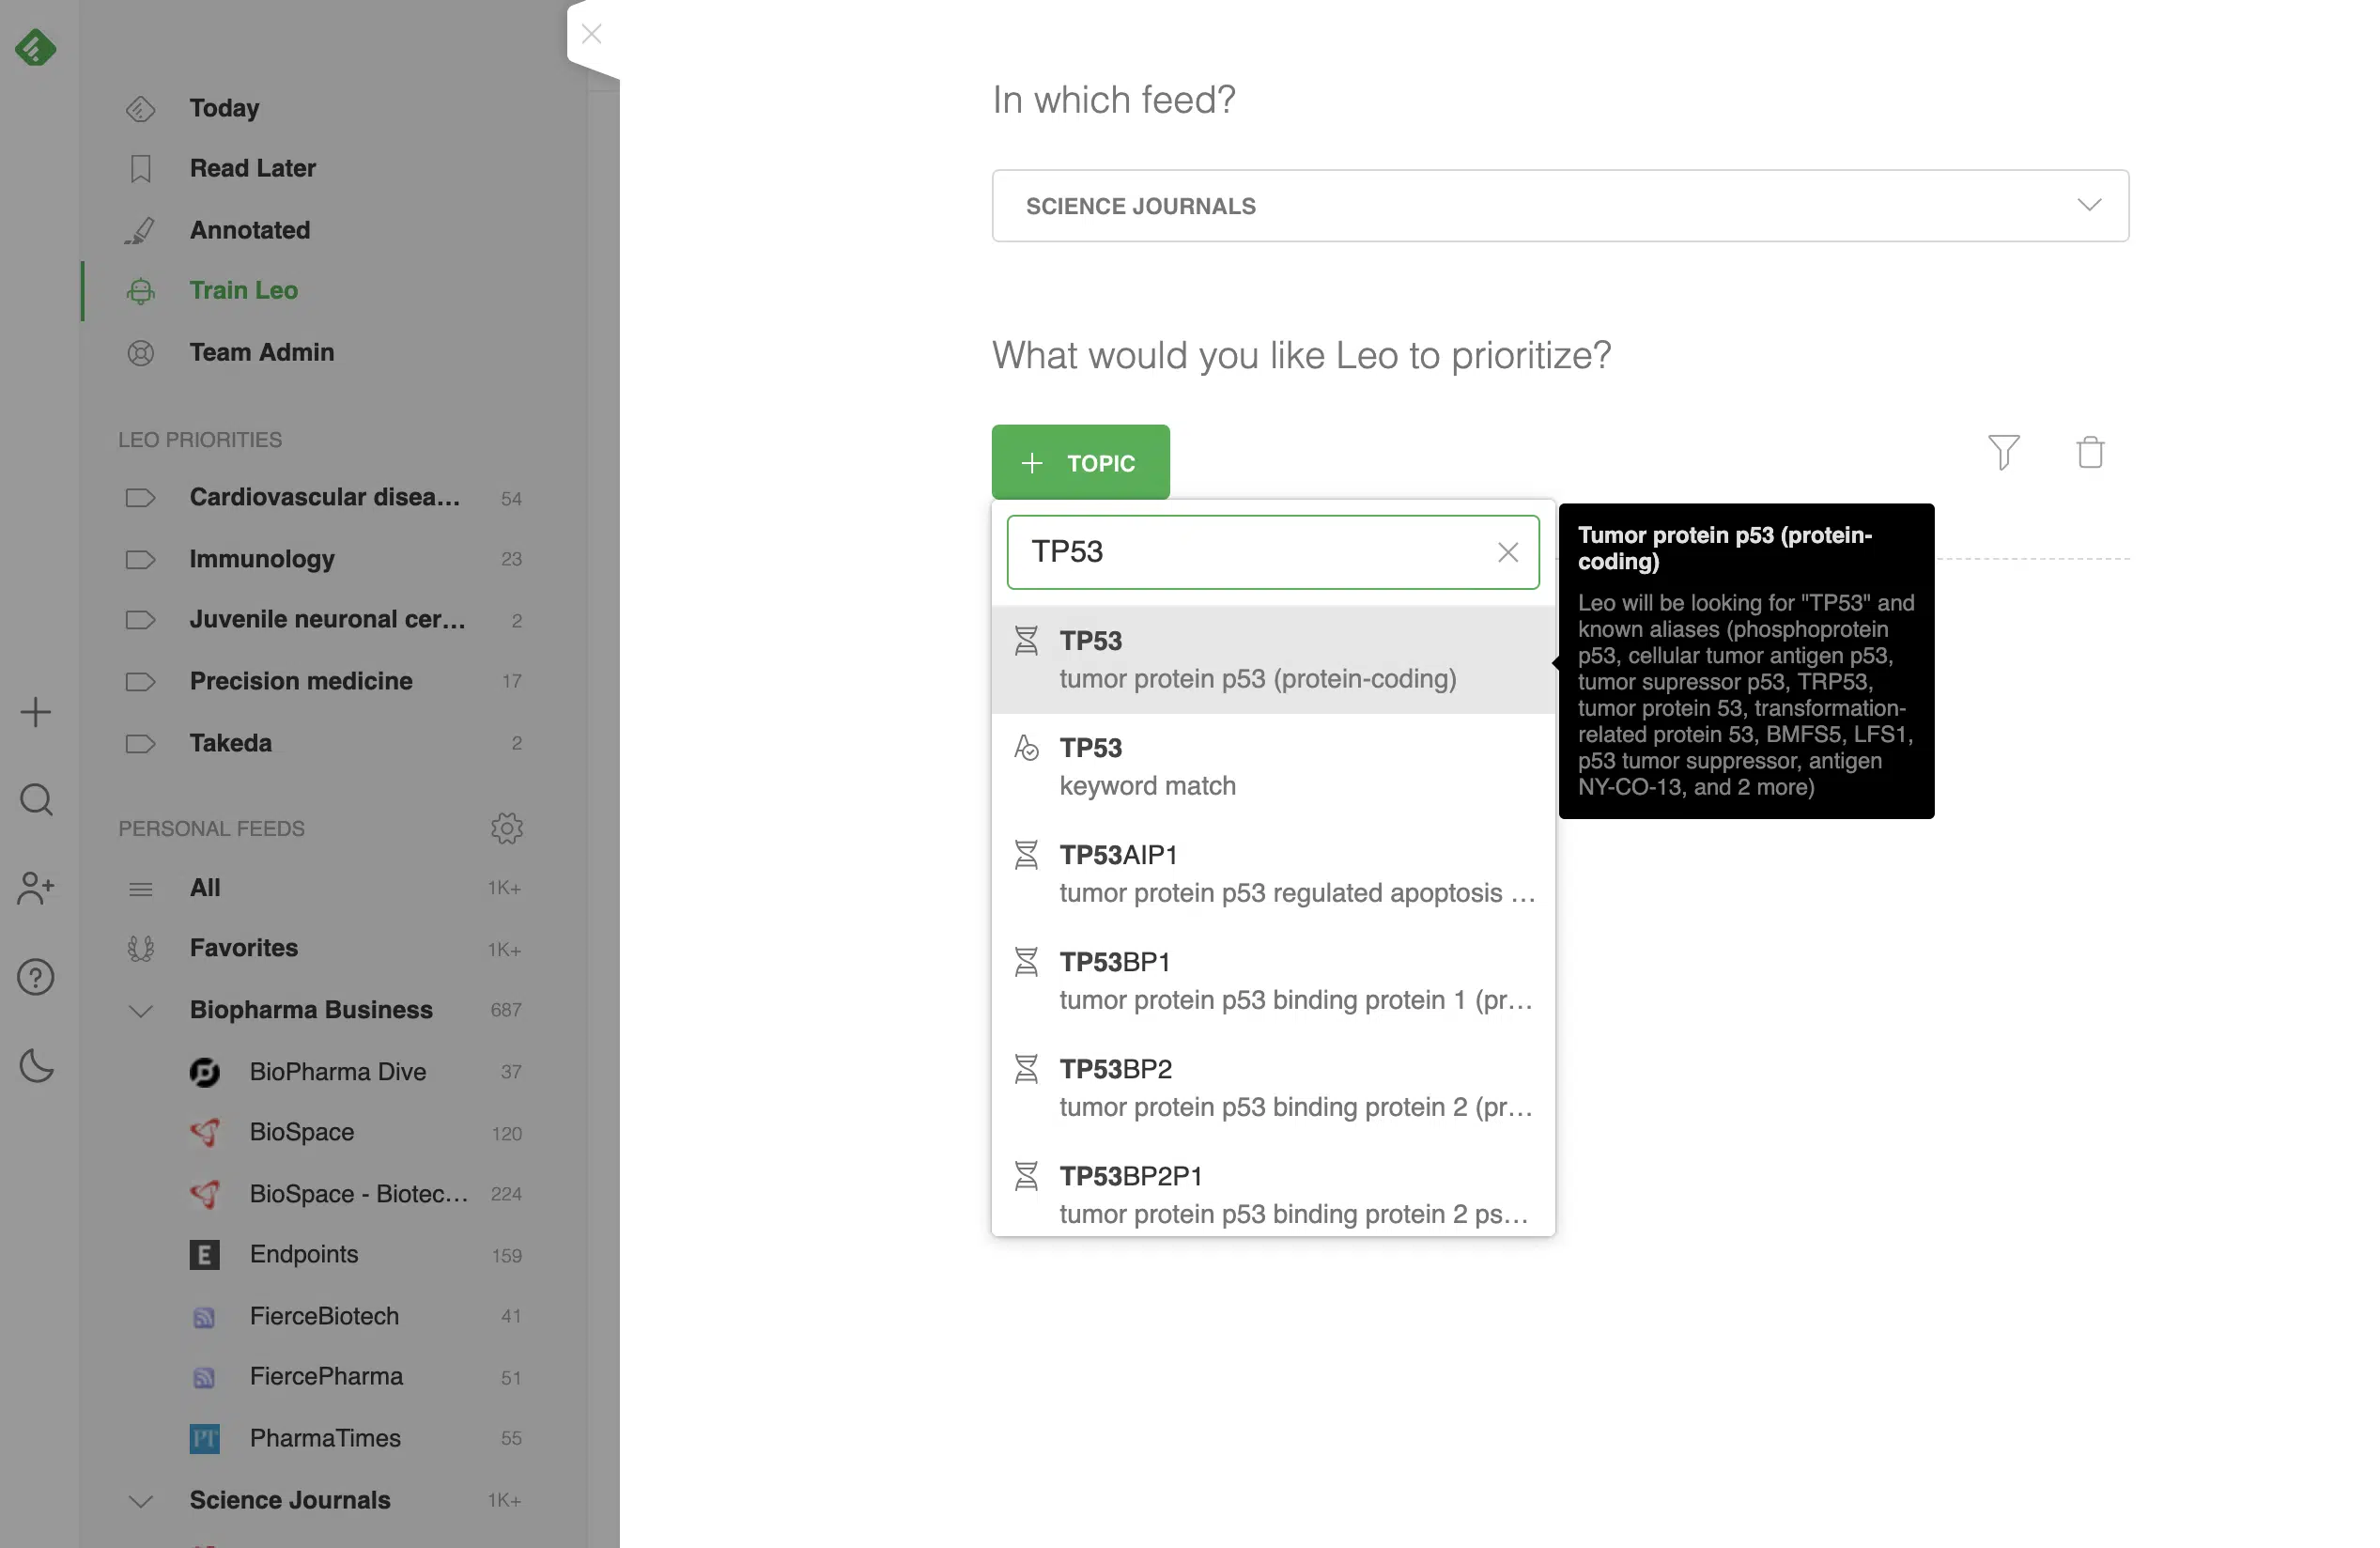 Today
Read Later
Annotated
Train Leo
Team Admin
LEO PRIORITIES
Cardiovascular disea... 54
Immunology 23
Juvenile neuronal cer... 2
Precision medicine 17
Takeda 2
PERSONAL FEEDS
All 1K+
Favorites 1K+
Biopharma Business 687
BioPharma Dive 37
BioSpace 120
BioSpace - Biotec... 224
Endpoints 159
FierceBiotech 41
FiercePharma 51
PharmaTimes 55
Science Journals 1K+
In which feed?
SCIENCE JOURNALS
What would you like Leo to prioritize?
+ TOPIC
TP53
TP53
tumor protein p53 (protein-coding)
TP53
keyword match
TP53AIP1
tumor protein p53 regulated apoptosis ...
TP53BP1
tumor protein p53 binding protein 1 (pr...
TP53BP2
tumor protein p53 binding protein 2 (pr...
TP53BP2P1
tumor protein p53 binding protein 2 ps...
Tumor protein p53 (protein-
coding)
Leo will be looking for "TP53" and
known aliases (phosphoprotein
p53, cellular tumor antigen p53,
tumor supressor p53, TRP53,
tumor protein 53, transformation-
related protein 53, BMFS5, LFS1,
p53 tumor suppressor, antigen
NY-CO-13, and 2 more)